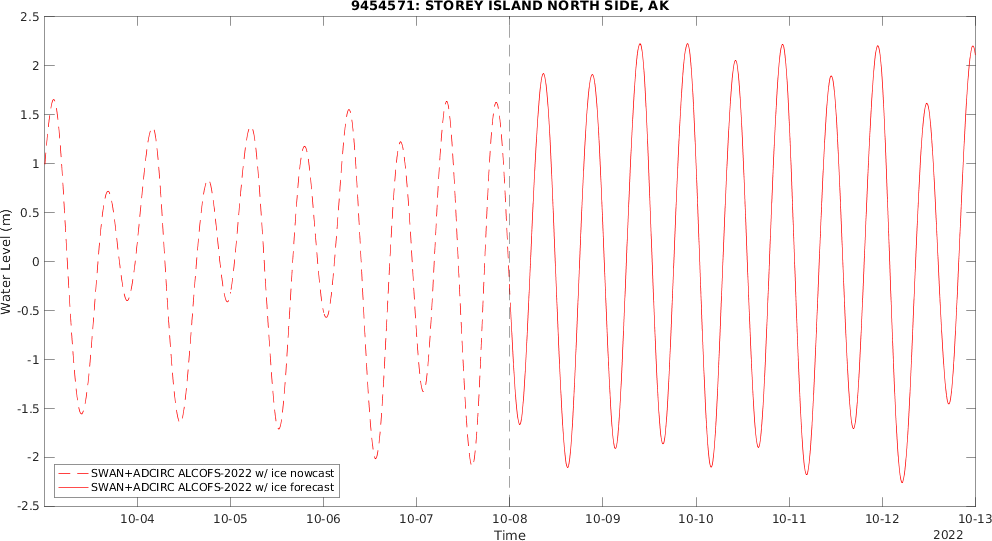 9454571: STOREY ISLAND NORTH SIDE, AK
2.5
2
1.5
1
0.5
0
-0.5
-1
-1.5
-2
-2.5
Water Level (m)
SWAN+ADCIRC ALCOFS-2022 w/ ice nowcast
SWAN+ADCIRC ALCOFS-2022 w/ ice forecast
10-04 10-05 10-06 10-07 10-08 10-09 10-10 10-11 10-12 10-13
Time
2022